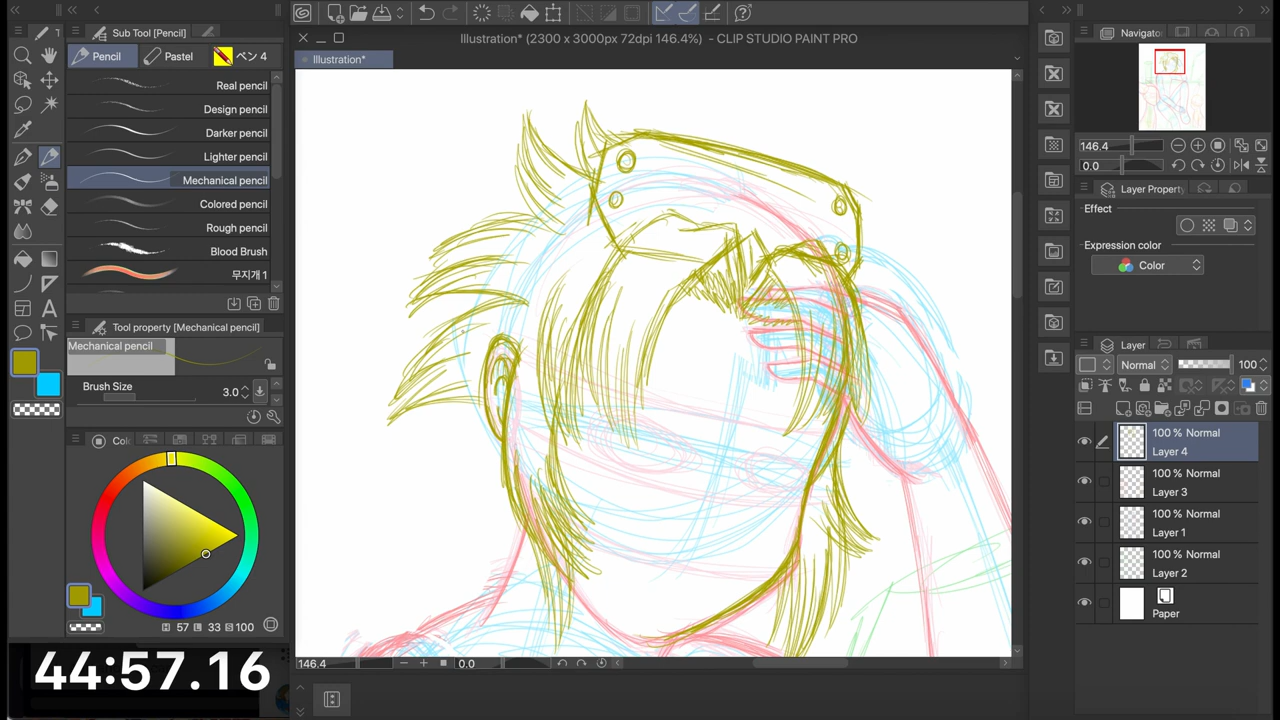 Sub Tool [Pencil]
Pencil
Pastel
ペン 4
Real pencil
Design pencil
Darker pencil
Lighter pencil
Mechanical pencil
Colored pencil
Rough pencil
Blood Brush
무지개 1
Tool property [Mechanical pencil]
Mechanical pencil
Brush Size
3.0
Col
H 57 L 33 S 100
44:57.16
Illustration* (2300 x 3000px 72dpi 146.4%) - CLIP STUDIO PAINT PRO
Illustration*
146.4
0.0
Navigato
146.4
0.0
Layer Property
Effect
Expression color
Color
Layer
Normal
100
100 % Normal
Layer 4
100 % Normal
Layer 3
100 % Normal
Layer 1
100 % Normal
Layer 2
Paper